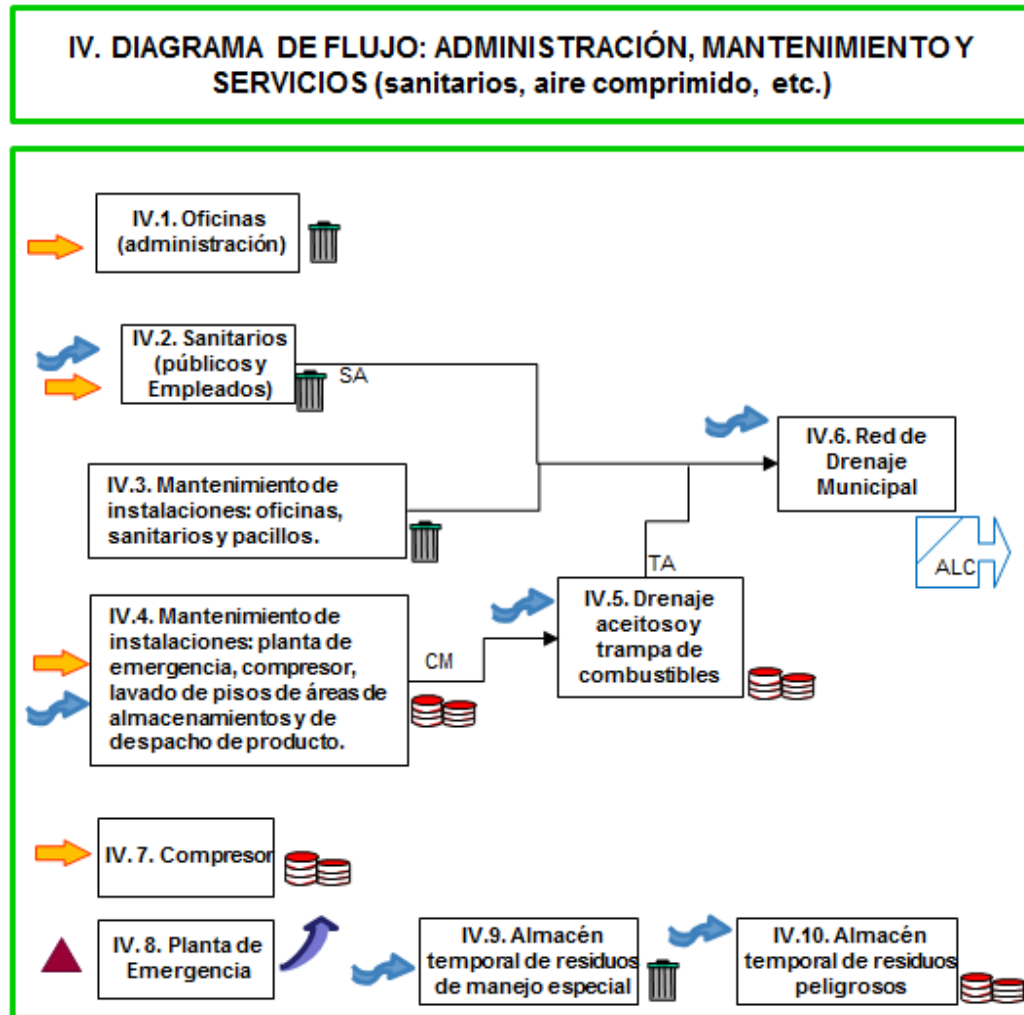 IV. DIAGRAMA DE FLUJO: ADMINISTRACIÓN, MANTENIMIENTO Y
SERVICIOS (sanitarios, aire comprimido, etc.)
IV.1. Oficinas
(administración)
IV.2. Sanitarios
(públicos y
Empleados)
SA
IV.3. Mantenimiento de
instalaciones: oficinas,
sanitarios y pacillos.
IV.6. Red de
Drenaje
Municipal
ALC
IV.4. Mantenimiento de
instalaciones: planta de
emergencia, compresor,
lavado de pisos de áreas de
almacenamientos y de
despacho de producto.
CM
TA
IV.5. Drenaje
aceitoso y
trampa de
combustibles
IV. 7. Compresor
IV. 8. Planta de
Emergencia
IV.9. Almacén
temporal de residuos
de manejo especial
IV.10. Almacén
temporal de residuos
peligrosos